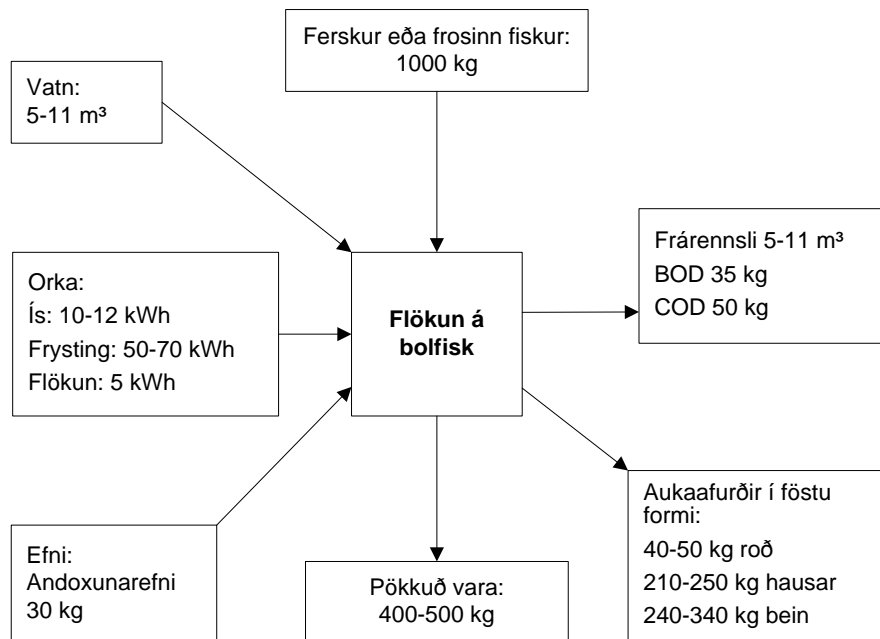 Ferskur eða frosinn fiskur:
1000 kg
Vatn:
5-11 m³
Frárennsli 5-11 m³
BOD 35 kg
COD 50 kg
Orka:
Ís: 10-12 kWh
Frysting: 50-70 kWh
Flökun: 5 kWh
Flökun á
bolfisk
Efni:
Andoxunarefni
30 kg
Pökkuð vara:
400-500 kg
Aukaafurðir í föstu
formi:
40-50 kg roð
210-250 kg hausar
240-340 kg bein